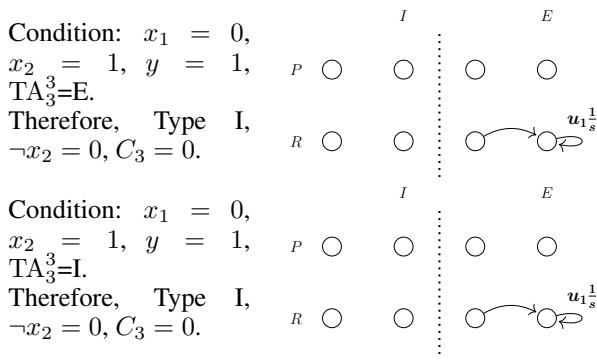 Condition: x₁ = 0,
x₂ = 1, y = 1,
TA₃³=E.
Therefore, Type I,
¬x₂ = 0, C₃ = 0.
I E
P
R
u₁ 1/s
Condition: x₁ = 0,
x₂ = 1, y = 1,
TA₃³=I.
Therefore, Type I,
¬x₂ = 0, C₃ = 0.
I E
P
R
u₁ 1/s